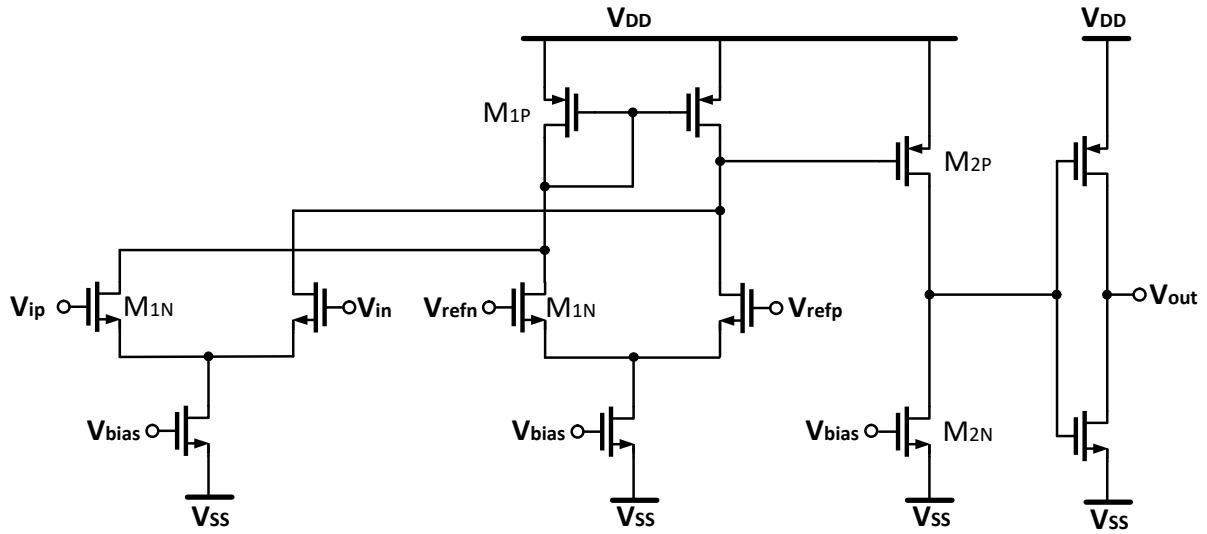 VDD VDD
M1P
M2P
Vip M1N Vin Vrefn M1N Vrefp Vout
Vbias Vbias Vbias M2N
VSS VSS VSS VSS